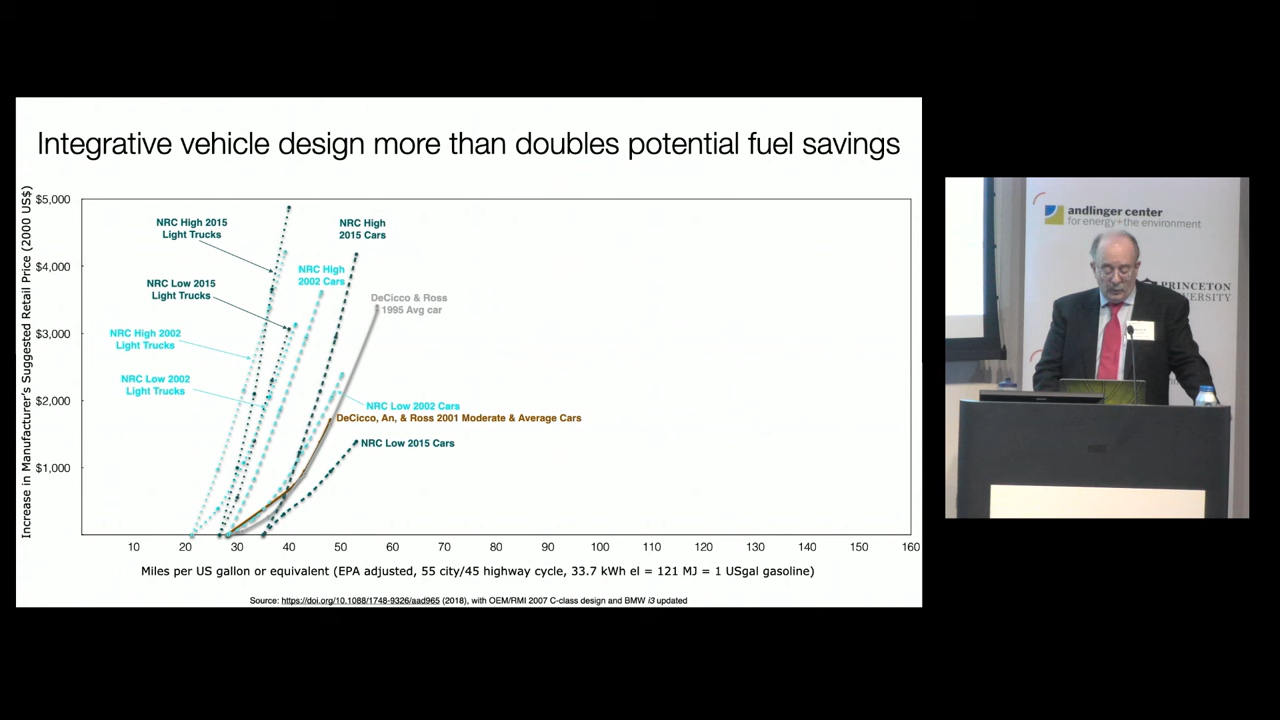 Integrative vehicle design more than doubles potential fuel savings
Increase in Manufacturer's Suggested Retail Price (2000 US$)
$5,000
$4,000
$3,000
$2,000
$1,000
NRC High 2015
Light Trucks
NRC High
2015 Cars
NRC High
2002 Cars
NRC Low 2015
Light Trucks
DeCicco & Ross
1995 Avg car
NRC High 2002
Light Trucks
NRC Low 2002
Light Trucks
NRC Low 2002 Cars
DeCicco, An, & Ross 2001 Moderate & Average Cars
NRC Low 2015 Cars
10 20 30 40 50 60 70 80 90 100 110 120 130 140 150 160
Miles per US gallon or equivalent (EPA adjusted, 55 city/45 highway cycle, 33.7 kWh el = 121 MJ = 1 USgal gasoline)
Source: https://doi.org/10.1088/1748-9326/aad965 (2018), with OEM/RMI 2007 C-class design and BMW i3 updated
andlinger center
for energy+the environment
PRINCETON